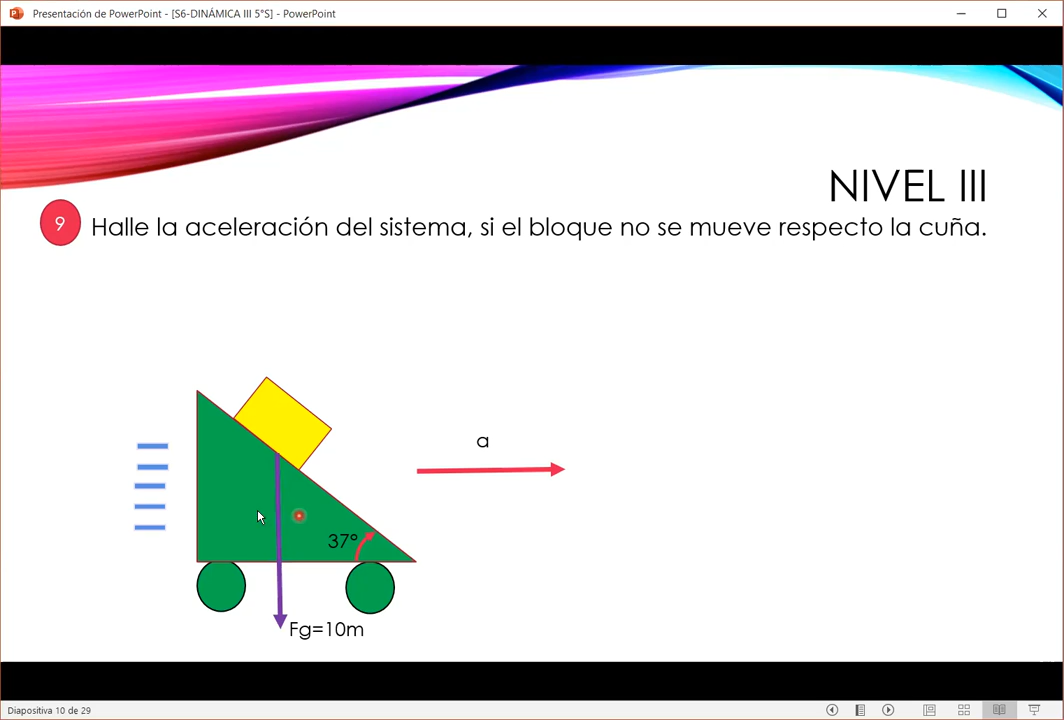 Presentación de PowerPoint - [S6-DINÁMICA III 5°S] - PowerPoint
NIVEL III
9 Halle la aceleración del sistema, si el bloque no se mueve respecto la cuña.
a
37°
Fg=10m
Diapositiva 10 de 29